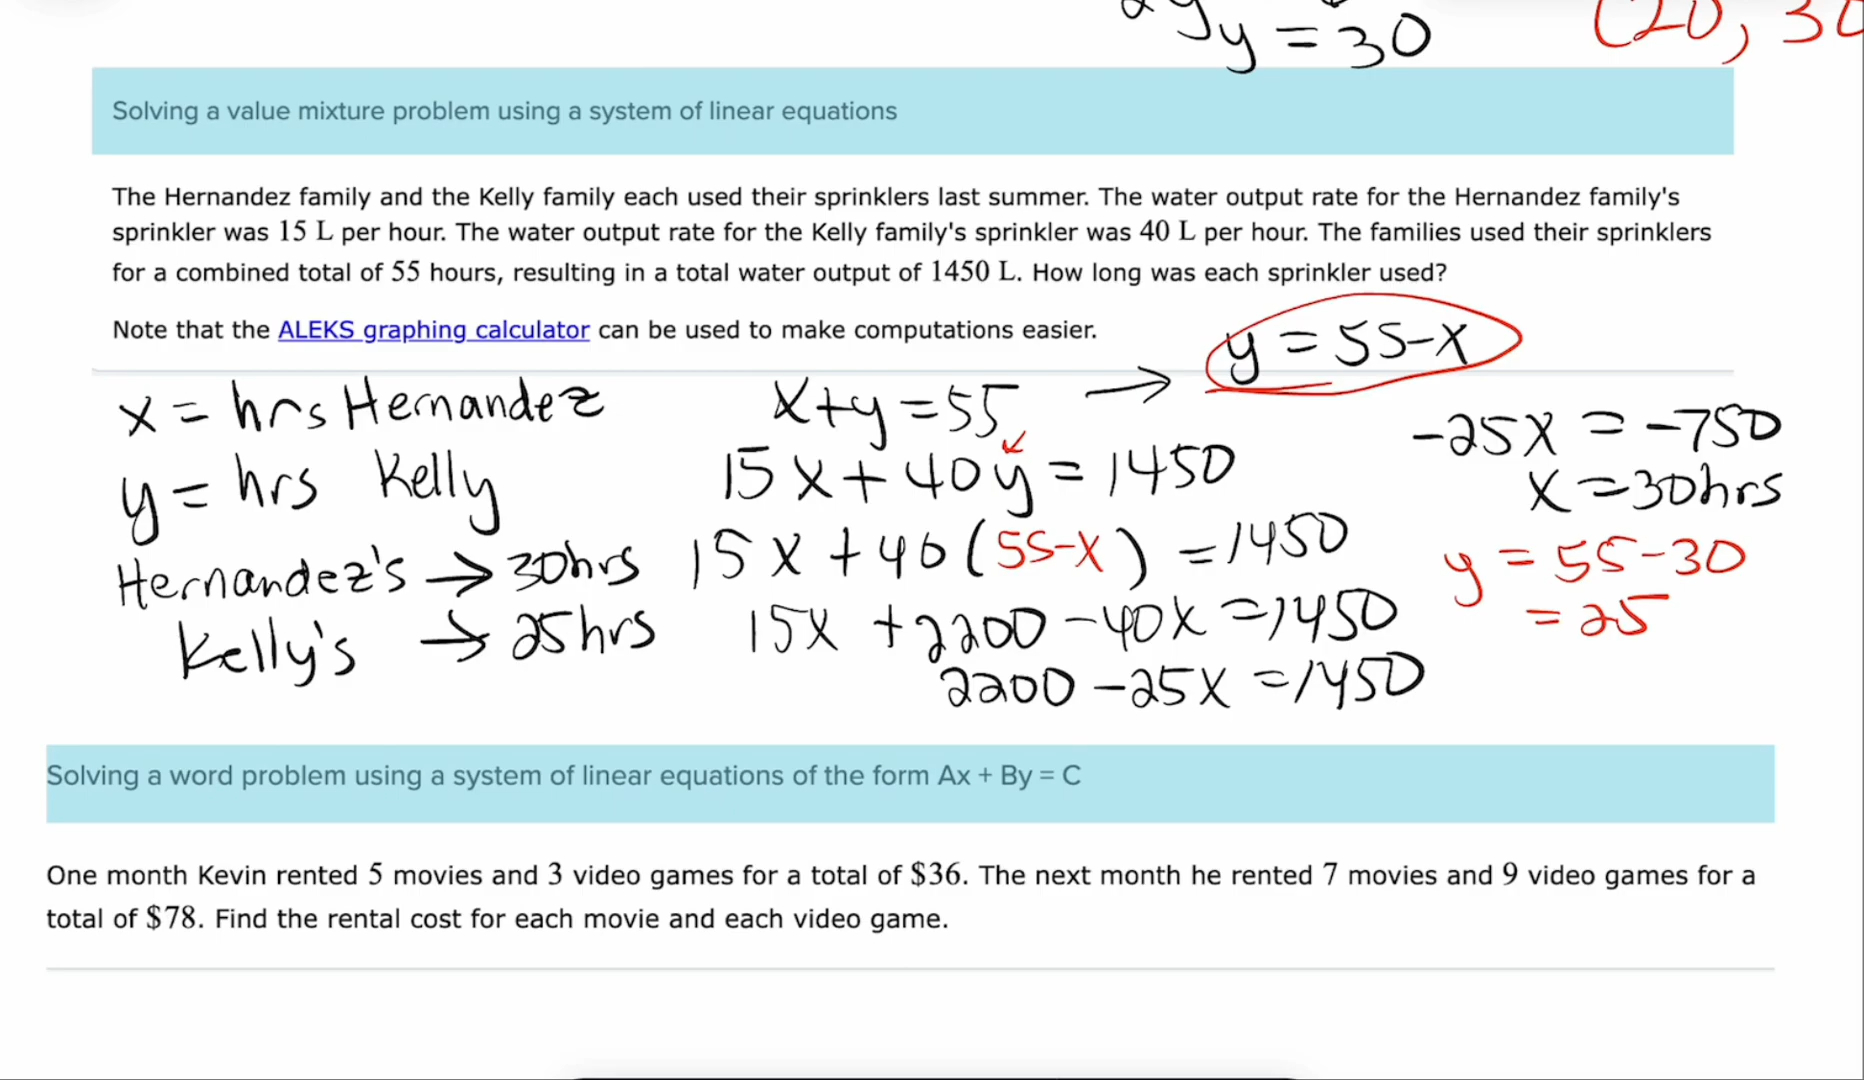 y = 30
(20, 30
Solving a value mixture problem using a system of linear equations
The Hernandez family and the Kelly family each used their sprinklers last summer. The water output rate for the Hernandez family's
sprinkler was 15 L per hour. The water output rate for the Kelly family's sprinkler was 40 L per hour. The families used their sprinklers
for a combined total of 55 hours, resulting in a total water output of 1450 L. How long was each sprinkler used?
Note that the ALEKS graphing calculator can be used to make computations easier.
y = 55-x
x = hrs Hernandez
y = hrs Kelly
Hernandez's → 30hrs
Kelly's → 25hrs
x+y=55 →
15x+40y = 1450
15x +40(55-x) =1450
15x +2200 -40x =1450
2200 -25x =1450
-25x = -750
x =30hrs
y = 55-30
= 25
Solving a word problem using a system of linear equations of the form Ax + By = C
One month Kevin rented 5 movies and 3 video games for a total of $36. The next month he rented 7 movies and 9 video games for a
total of $78. Find the rental cost for each movie and each video game.